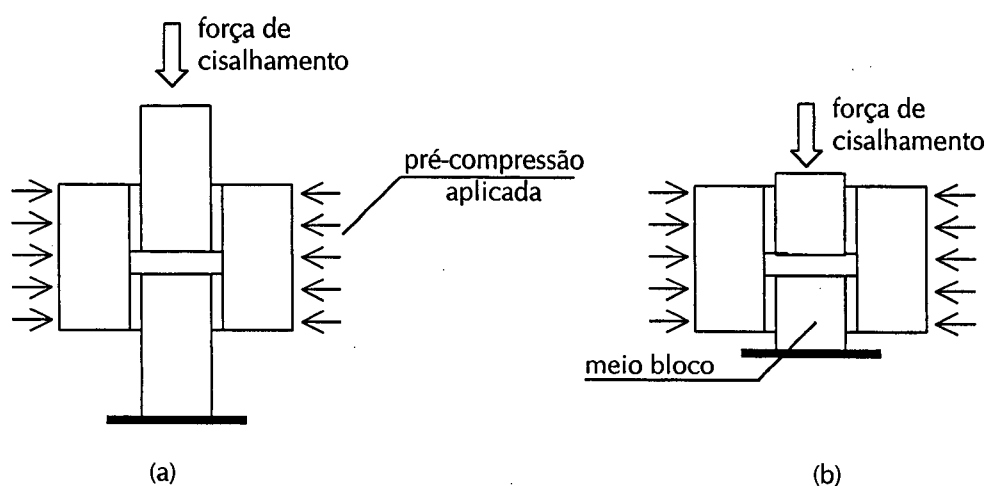 força de
cisalhamento
pré-compressão
aplicada
força de
cisalhamento
meio bloco
(a)
(b)